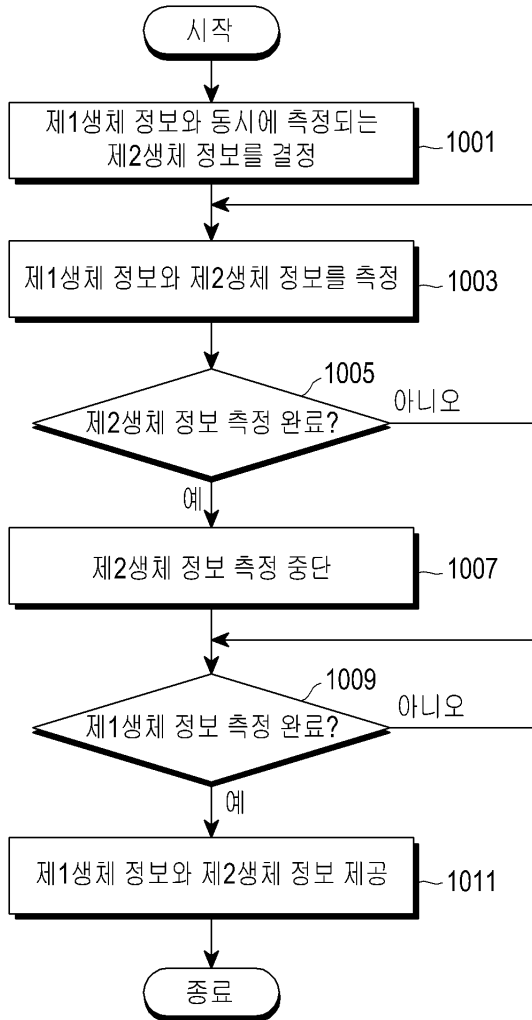 시작
제1생체 정보와 동시에 측정되는
제2생체 정보를 결정
1001
제1생체 정보와 제2생체 정보를 측정
1003
1005
제2생체 정보 측정 완료?
아니오
예
제2생체 정보 측정 중단
1007
1009
제1생체 정보 측정 완료?
아니오
예
제1생체 정보와 제2생체 정보 제공
1011
종료